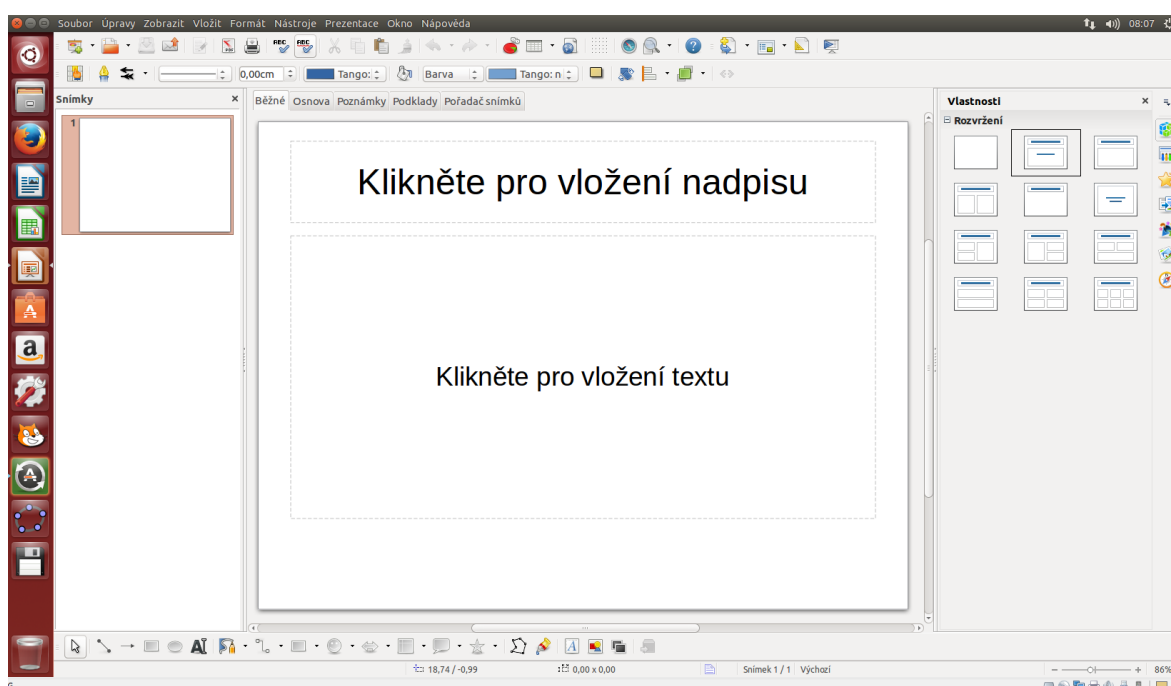 Soubor Úpravy Zobrazit Vložit Formát Nástroje Prezentace Okno Nápověda
08:07
0,00cm
Tango:
Barva
Tango: n
Snímky
1
Běžné Osnova Poznámky Podklady Pořadač snímků
Klikněte pro vložení nadpisu
Klikněte pro vložení textu
Vlastnosti
Rozvržení
18,74 / -0,99
0,00 x 0,00
Snímek 1 / 1
Výchozí
86%